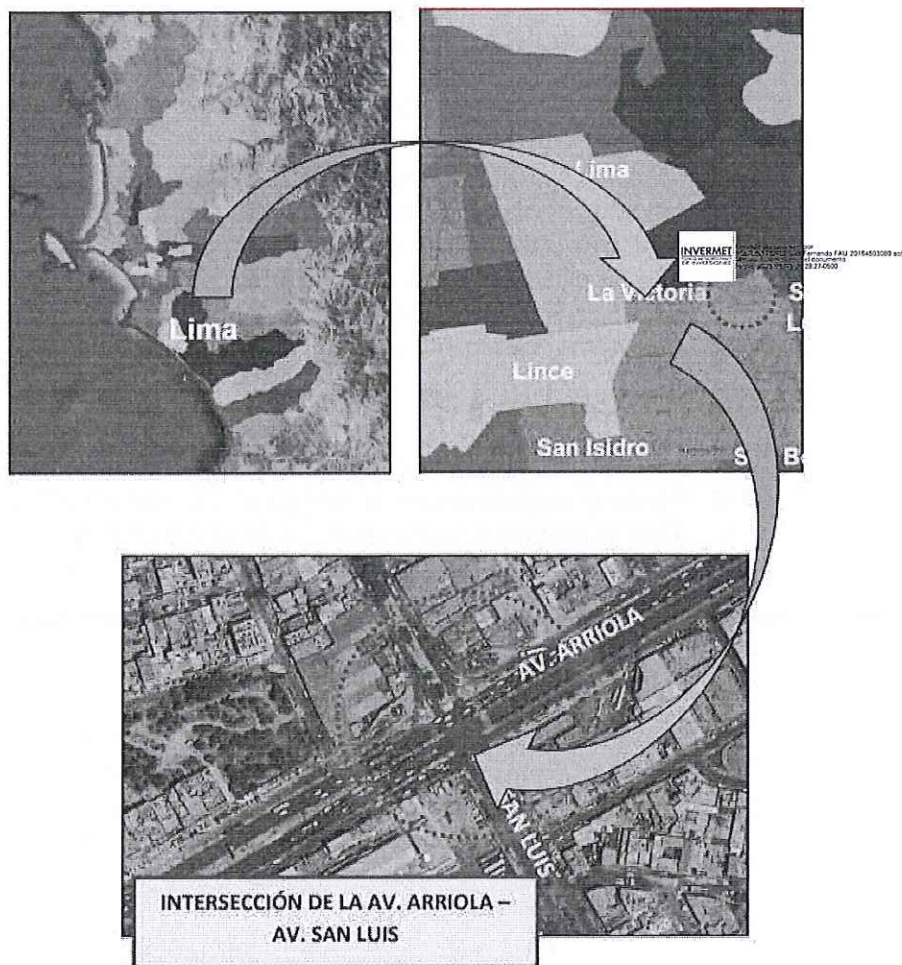 Lima
Lima
INVERMET
La Victoria
Lince
San Isidro
AV. ARRIOLA
SAN LUIS
INTERSECCIÓN DE LA AV. ARRIOLA –
AV. SAN LUIS